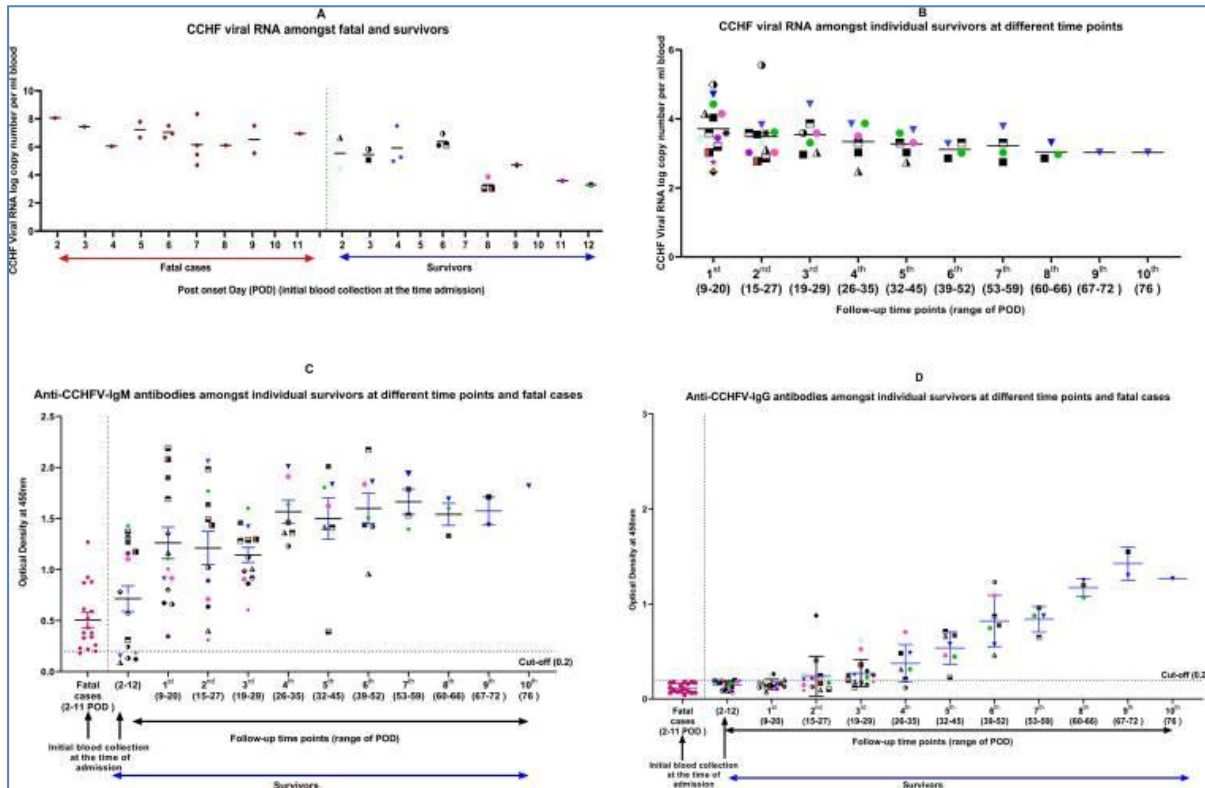 A
CCHF viral RNA amongst fatal and survivors
CCHF Viral RNA log copy number per ml blood
10
8
6
4
2
0
2 3 4 5 6 7 8 9 10 11 2 3 4 5 6 7 8 9 10 11 12
Fatal cases Survivors
Post onset Day (POD) (initial blood collection at the time admission)
B
CCHF viral RNA amongst individual survivors at different time points
CCHF Viral RNA log copy number per ml blood
6
4
2
0
1st 2nd 3rd 4th 5th 6th 7th 8th 9th 10th
(9-20) (15-27) (19-29) (26-35) (32-45) (39-52) (53-59) (60-66) (67-72 ) (76 )
Follow-up time points (range of POD)
C
Anti-CCHFV-IgM antibodies amongst individual survivors at different time points and fatal cases
Optical Density at 450nm
2.5
2.0
1.5
1.0
0.5
0.0
Cut-off (0.2)
Fatal cases (2-11 POD )
(2-12) 1st 2nd 3rd 4th 5th 6th 7th 8th 9th 10th
(9-20) (15-27) (19-29) (26-35) (32-45) (39-52) (53-59) (60-66) (67-72) (76)
Follow-up time points (range of POD)
Initial blood collection
at the time of
admission
Survivors
D
Anti-CCHFV-IgG antibodies amongst individual survivors at different time points and fatal cases
Optical Density at 450nm
3
2
1
0
Cut-off (0.2
Fatal
cases
(2-11 POD )
(2-12) 1st 2nd 3rd 4th 5th 6th 7th 8th 9th 10th
(9-20) (15-27) (19-29) (26-35) (32-45) (39-52) (53-59) (60-66) (67-72) (76)
Follow-up time points (range of POD)
Initial blood collection
at the time of
admission
Survivors